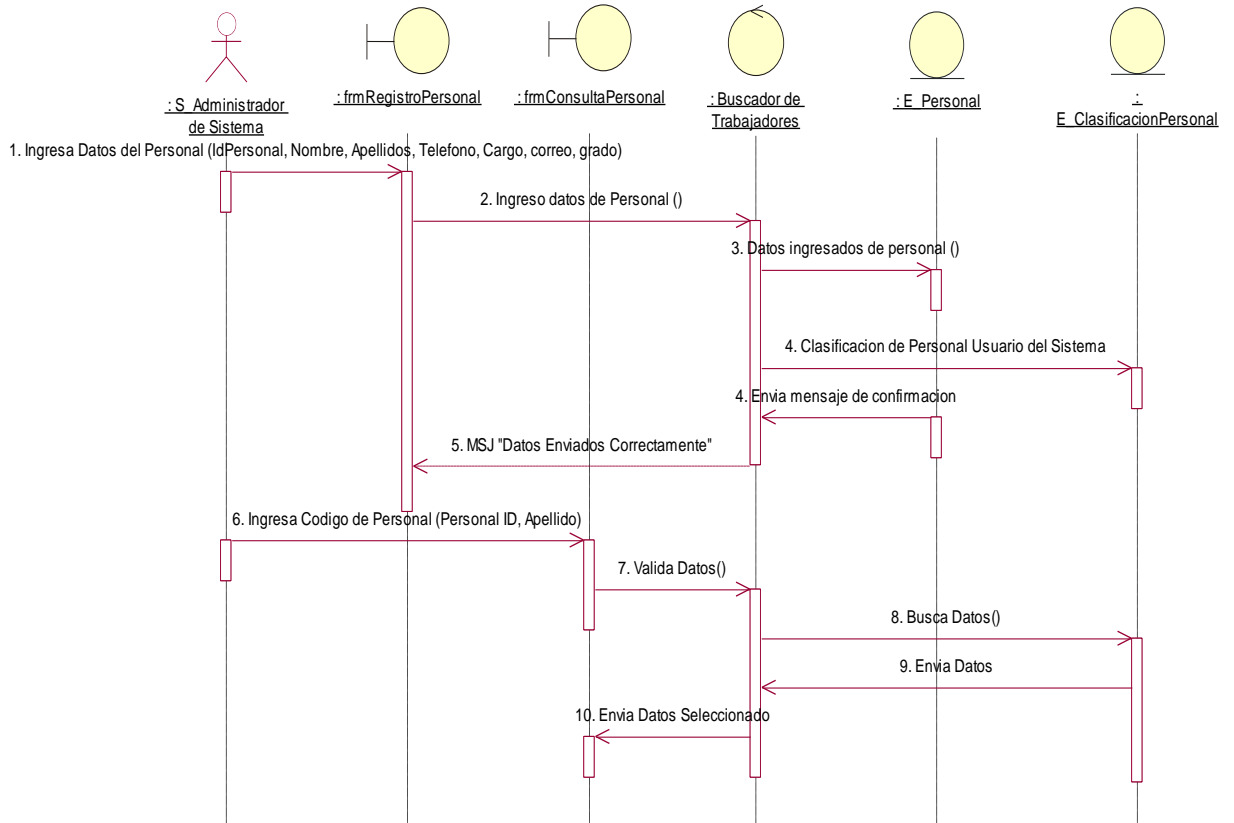 : S_Administrador
de Sistema
: frmRegistroPersonal
: frmConsultaPersonal
: Buscador de
Trabajadores
: E_Personal
:
E_ClasificacionPersonal
1. Ingresa Datos del Personal (IdPersonal, Nombre, Apellidos, Telefono, Cargo, correo, grado)
2. Ingreso datos de Personal ()
3. Datos ingresados de personal ()
4. Clasificacion de Personal Usuario del Sistema
4. Envia mensaje de confirmacion
5. MSJ "Datos Enviados Correctamente"
6. Ingresa Codigo de Personal (Personal ID, Apellido)
7. Valida Datos()
8. Busca Datos()
9. Envia Datos
10. Envia Datos Seleccionado